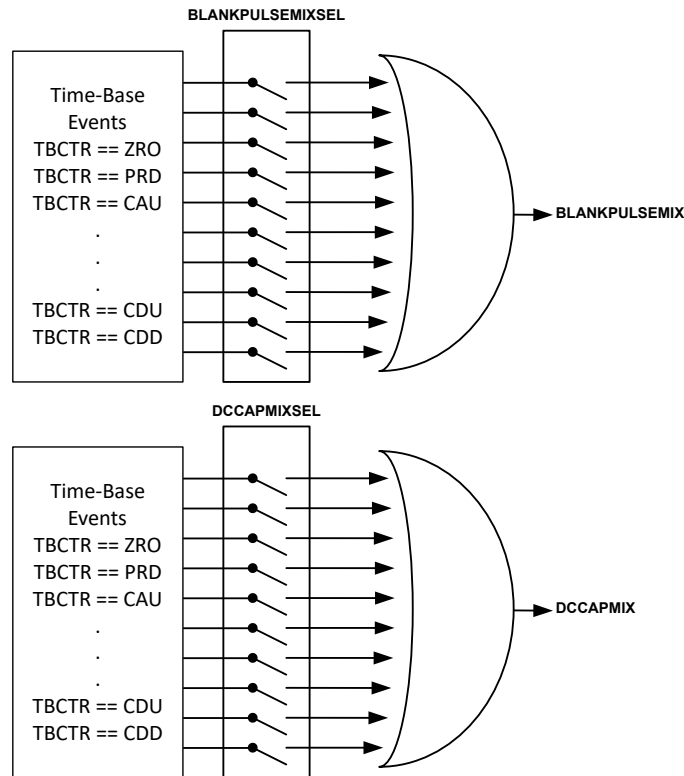 BLANKPULSEMIXSEL
Time-Base
Events
TBCTR == ZRO
TBCTR == PRD
TBCTR == CAU
.
.
.
TBCTR == CDU
TBCTR == CDD
BLANKPULSEMIX
DCCAPMIXSEL
Time-Base
Events
TBCTR == ZRO
TBCTR == PRD
TBCTR == CAU
.
.
.
TBCTR == CDU
TBCTR == CDD
DCCAPMIX